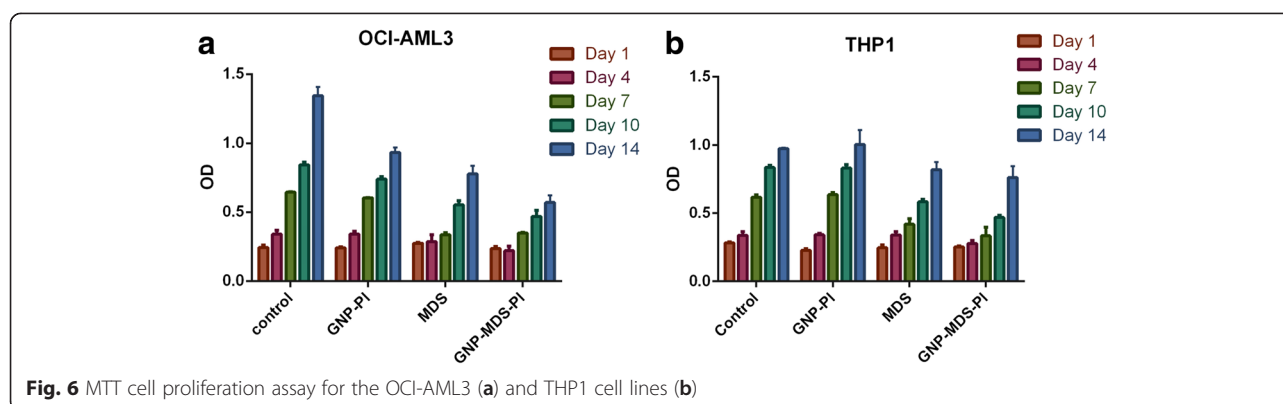 a
OCI-AML3
Day 1
Day 4
Day 7
Day 10
Day 14
1.5
1.0
0.5
0.0
OD
control
GNP-PI
MDS
GNP-MDS-PI
b
THP1
Day 1
Day 4
Day 7
Day 10
Day 14
1.5
1.0
0.5
0.0
OD
Control
GNP-PI
MDS
GNP-MDS-PI
Fig. 6 MTT cell proliferation assay for the OCI-AML3 (a) and THP1 cell lines (b)